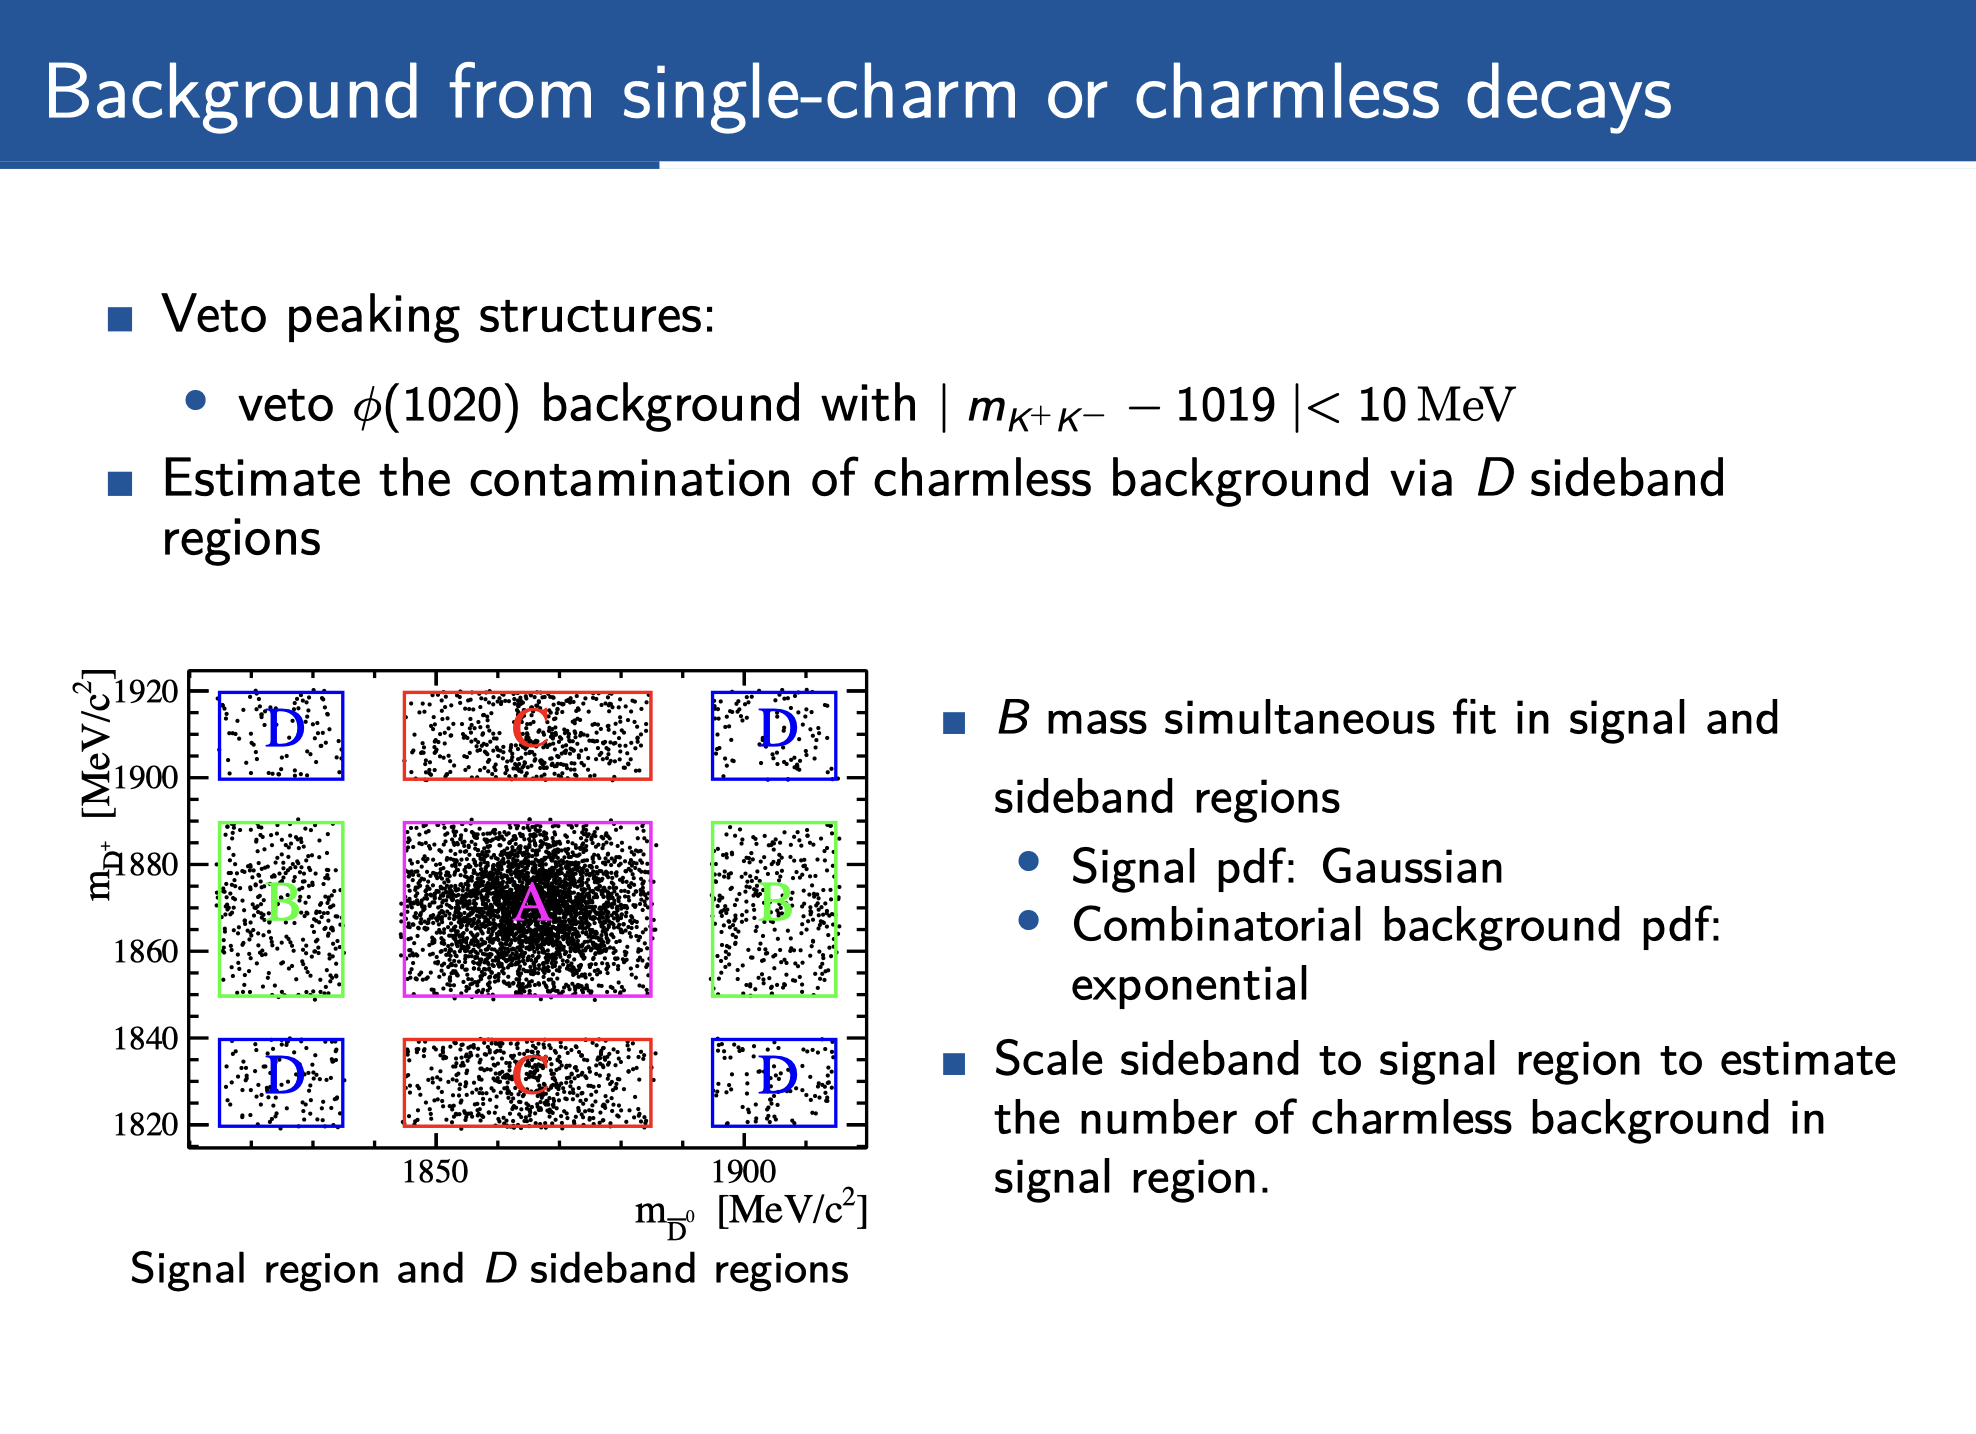 Background from single-charm or charmless decays
Veto peaking structures:
veto ϕ(1020) background with | m_{K⁺K⁻} − 1019 |< 10 MeV
Estimate the contamination of charmless background via D sideband
regions
m_{D⁺} [MeV/c²]
1920
1900
1880
1860
1840
1820
D C D
B A B
D C D
1850 1900
m_{D̅⁰} [MeV/c²]
Signal region and D sideband regions
B mass simultaneous fit in signal and
sideband regions
Signal pdf: Gaussian
Combinatorial background pdf:
exponential
Scale sideband to signal region to estimate
the number of charmless background in
signal region.